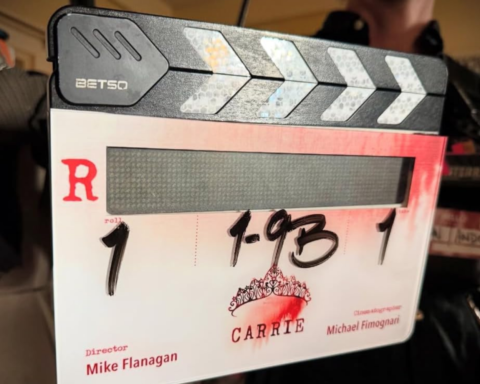 BETSO
R
roll
1 1-9B 1
CARRIE
Director
Mike Flanagan
Cinematographer
Michael Fimognari